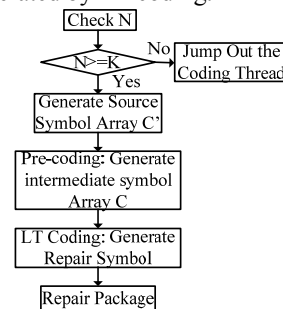 Check N
N>=K
No
Jump Out the
Coding Thread
Yes
Generate Source
Symbol Array C'
Pre-coding: Generate
intermediate symbol
Array C
LT Coding: Generate
Repair Symbol
Repair Package